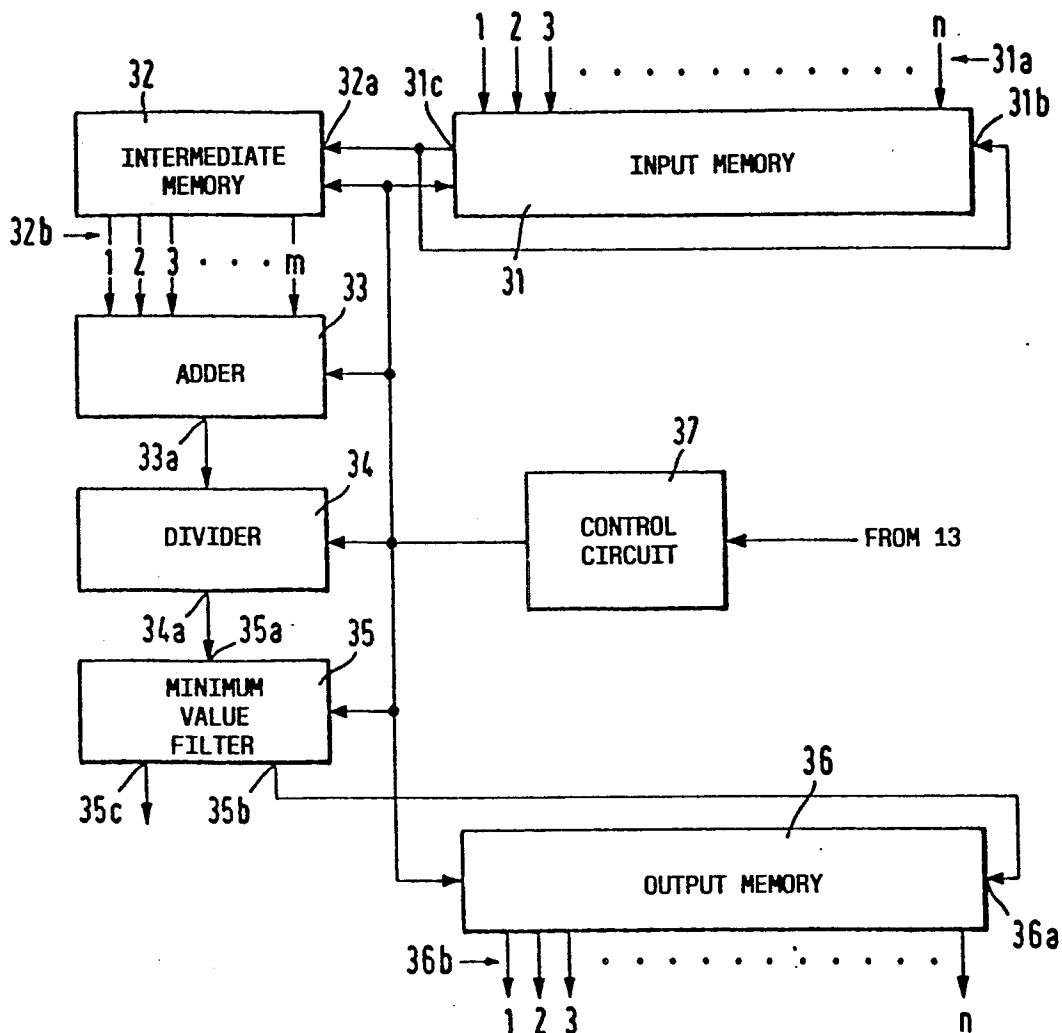 1 2 3 n
31a
32
32a
31c
31b
INTERMEDIATE
MEMORY
INPUT MEMORY
32b
1 2 3 m
31
33
ADDER
33a
34
37
DIVIDER
CONTROL
CIRCUIT
FROM 13
34a
35a
35
MINIMUM
VALUE
FILTER
35c
35b
36
OUTPUT MEMORY
36a
36b
1 2 3 n